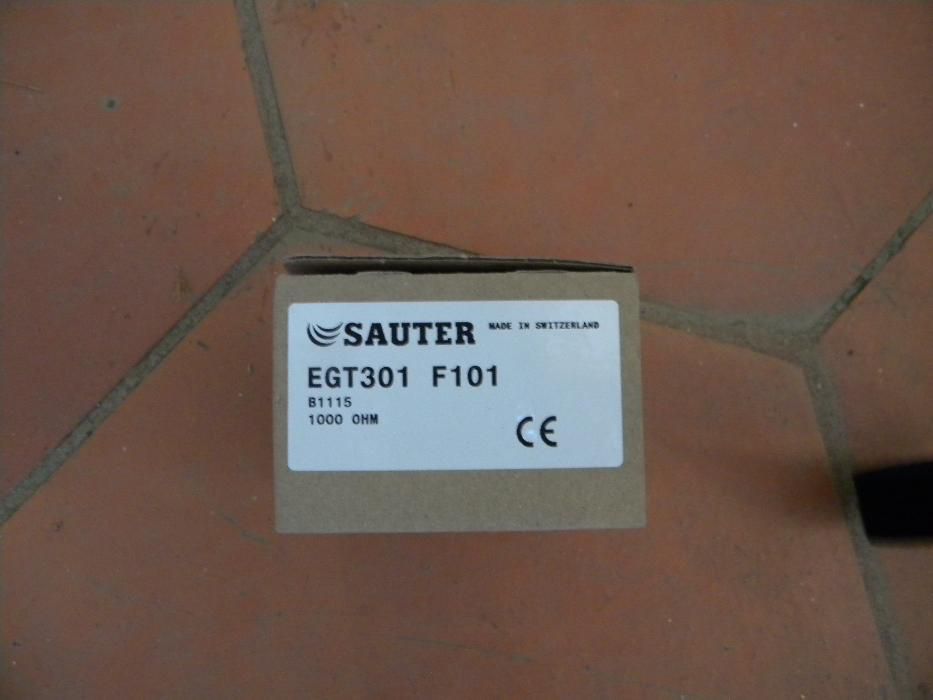 SAUTER MADE IN SWITZERLAND
EGT301 F101
B1115
1000 OHM
CE